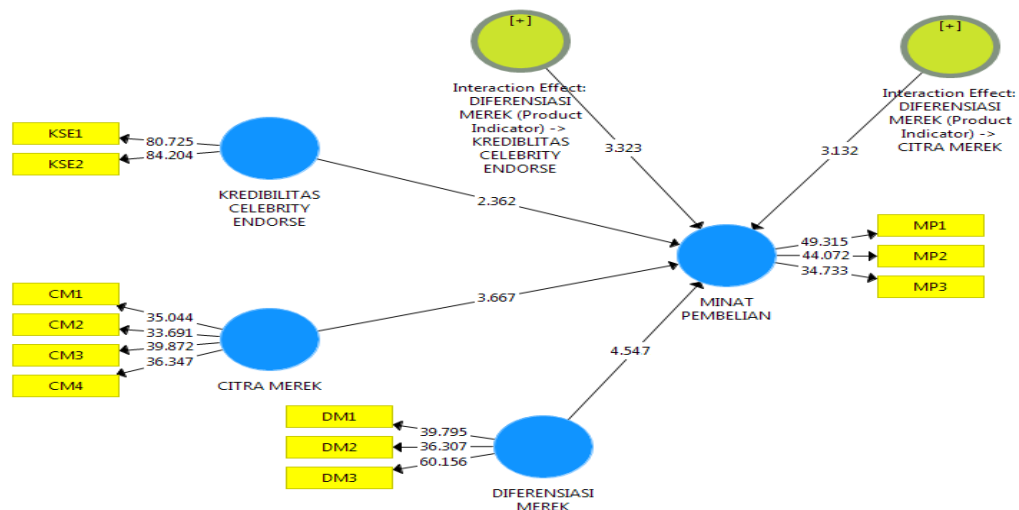 [+]
Interaction Effect:
DIFERENSIASI
MEREK (Product
Indicator) ->
KREDIBLITAS
CELEBRITY
ENDORSE
[+]
Interaction Effect:
DIFERENSIASI
MEREK (Product
Indicator) ->
CITRA MEREK
3.323
3.132
KSE1
KSE2
80.725
84.204
KREDIBILITAS
CELEBRITY
ENDORSE
2.362
MP1
MP2
MP3
49.315
44.072
34.733
MINAT
PEMBELIAN
CM1
CM2
CM3
CM4
35.044
33.691
39.872
36.347
CITRA MEREK
3.667
4.547
DM1
DM2
DM3
39.795
36.307
60.156
DIFERENSIASI
MEREK